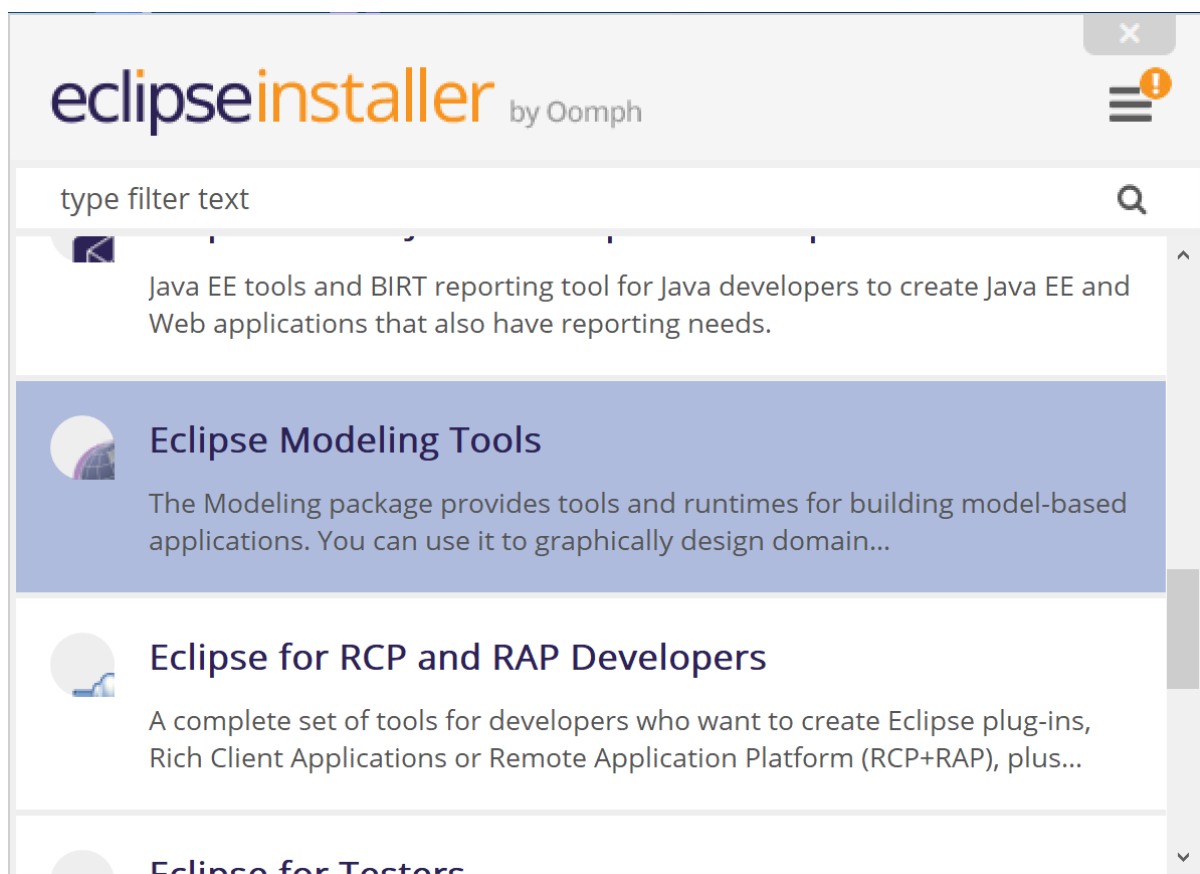 eclipseinstaller by Oomph
type filter text
Java EE tools and BIRT reporting tool for Java developers to create Java EE and
Web applications that also have reporting needs.
Eclipse Modeling Tools
The Modeling package provides tools and runtimes for building model-based
applications. You can use it to graphically design domain...
Eclipse for RCP and RAP Developers
A complete set of tools for developers who want to create Eclipse plug-ins,
Rich Client Applications or Remote Application Platform (RCP+RAP), plus...
Eclipse for Testers